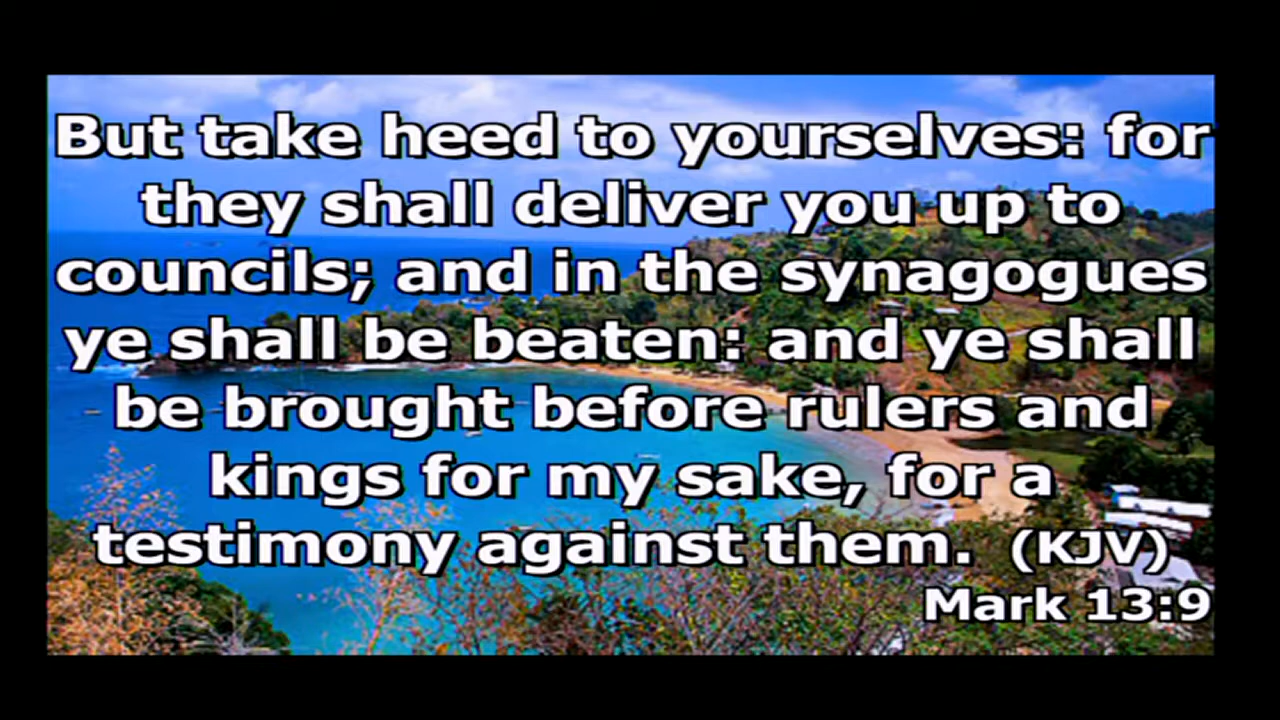 But take heed to yourselves: for
they shall deliver you up to
councils; and in the synagogues
ye shall be beaten: and ye shall
be brought before rulers and
kings for my sake, for a
testimony against them. (KJV)
Mark 13:9